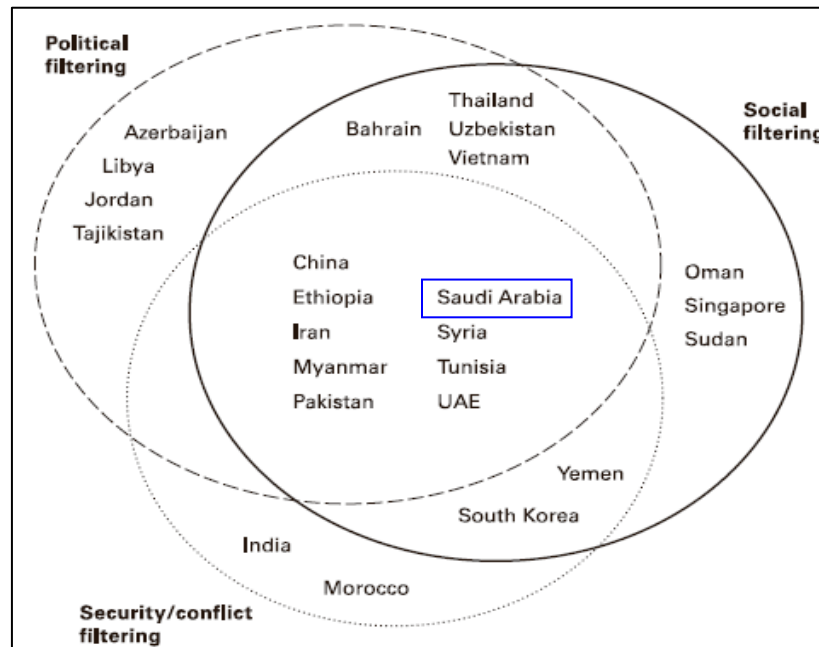 Political
filtering
Social
filtering
Azerbaijan
Libya
Jordan
Tajikistan
Bahrain
Thailand
Uzbekistan
Vietnam
China
Ethiopia
Iran
Myanmar
Pakistan
Saudi Arabia
Syria
Tunisia
UAE
Oman
Singapore
Sudan
Yemen
South Korea
India
Morocco
Security/conflict
filtering